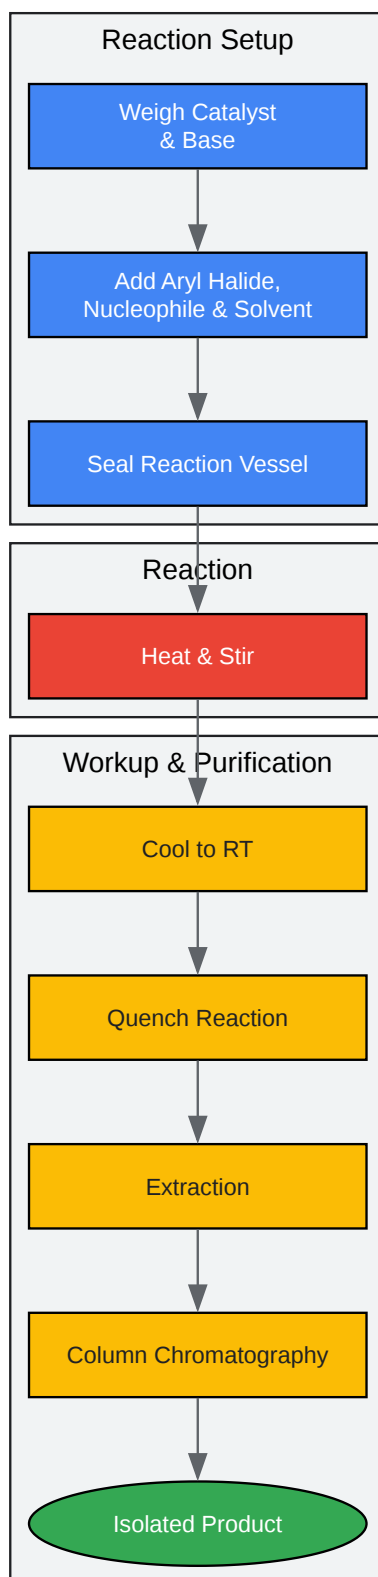 Reaction Setup
Weigh Catalyst
& Base
Add Aryl Halide,
Nucleophile & Solvent
Seal Reaction Vessel
Reaction
Heat & Stir
Workup & Purification
Cool to RT
Quench Reaction
Extraction
Column Chromatography
Isolated Product